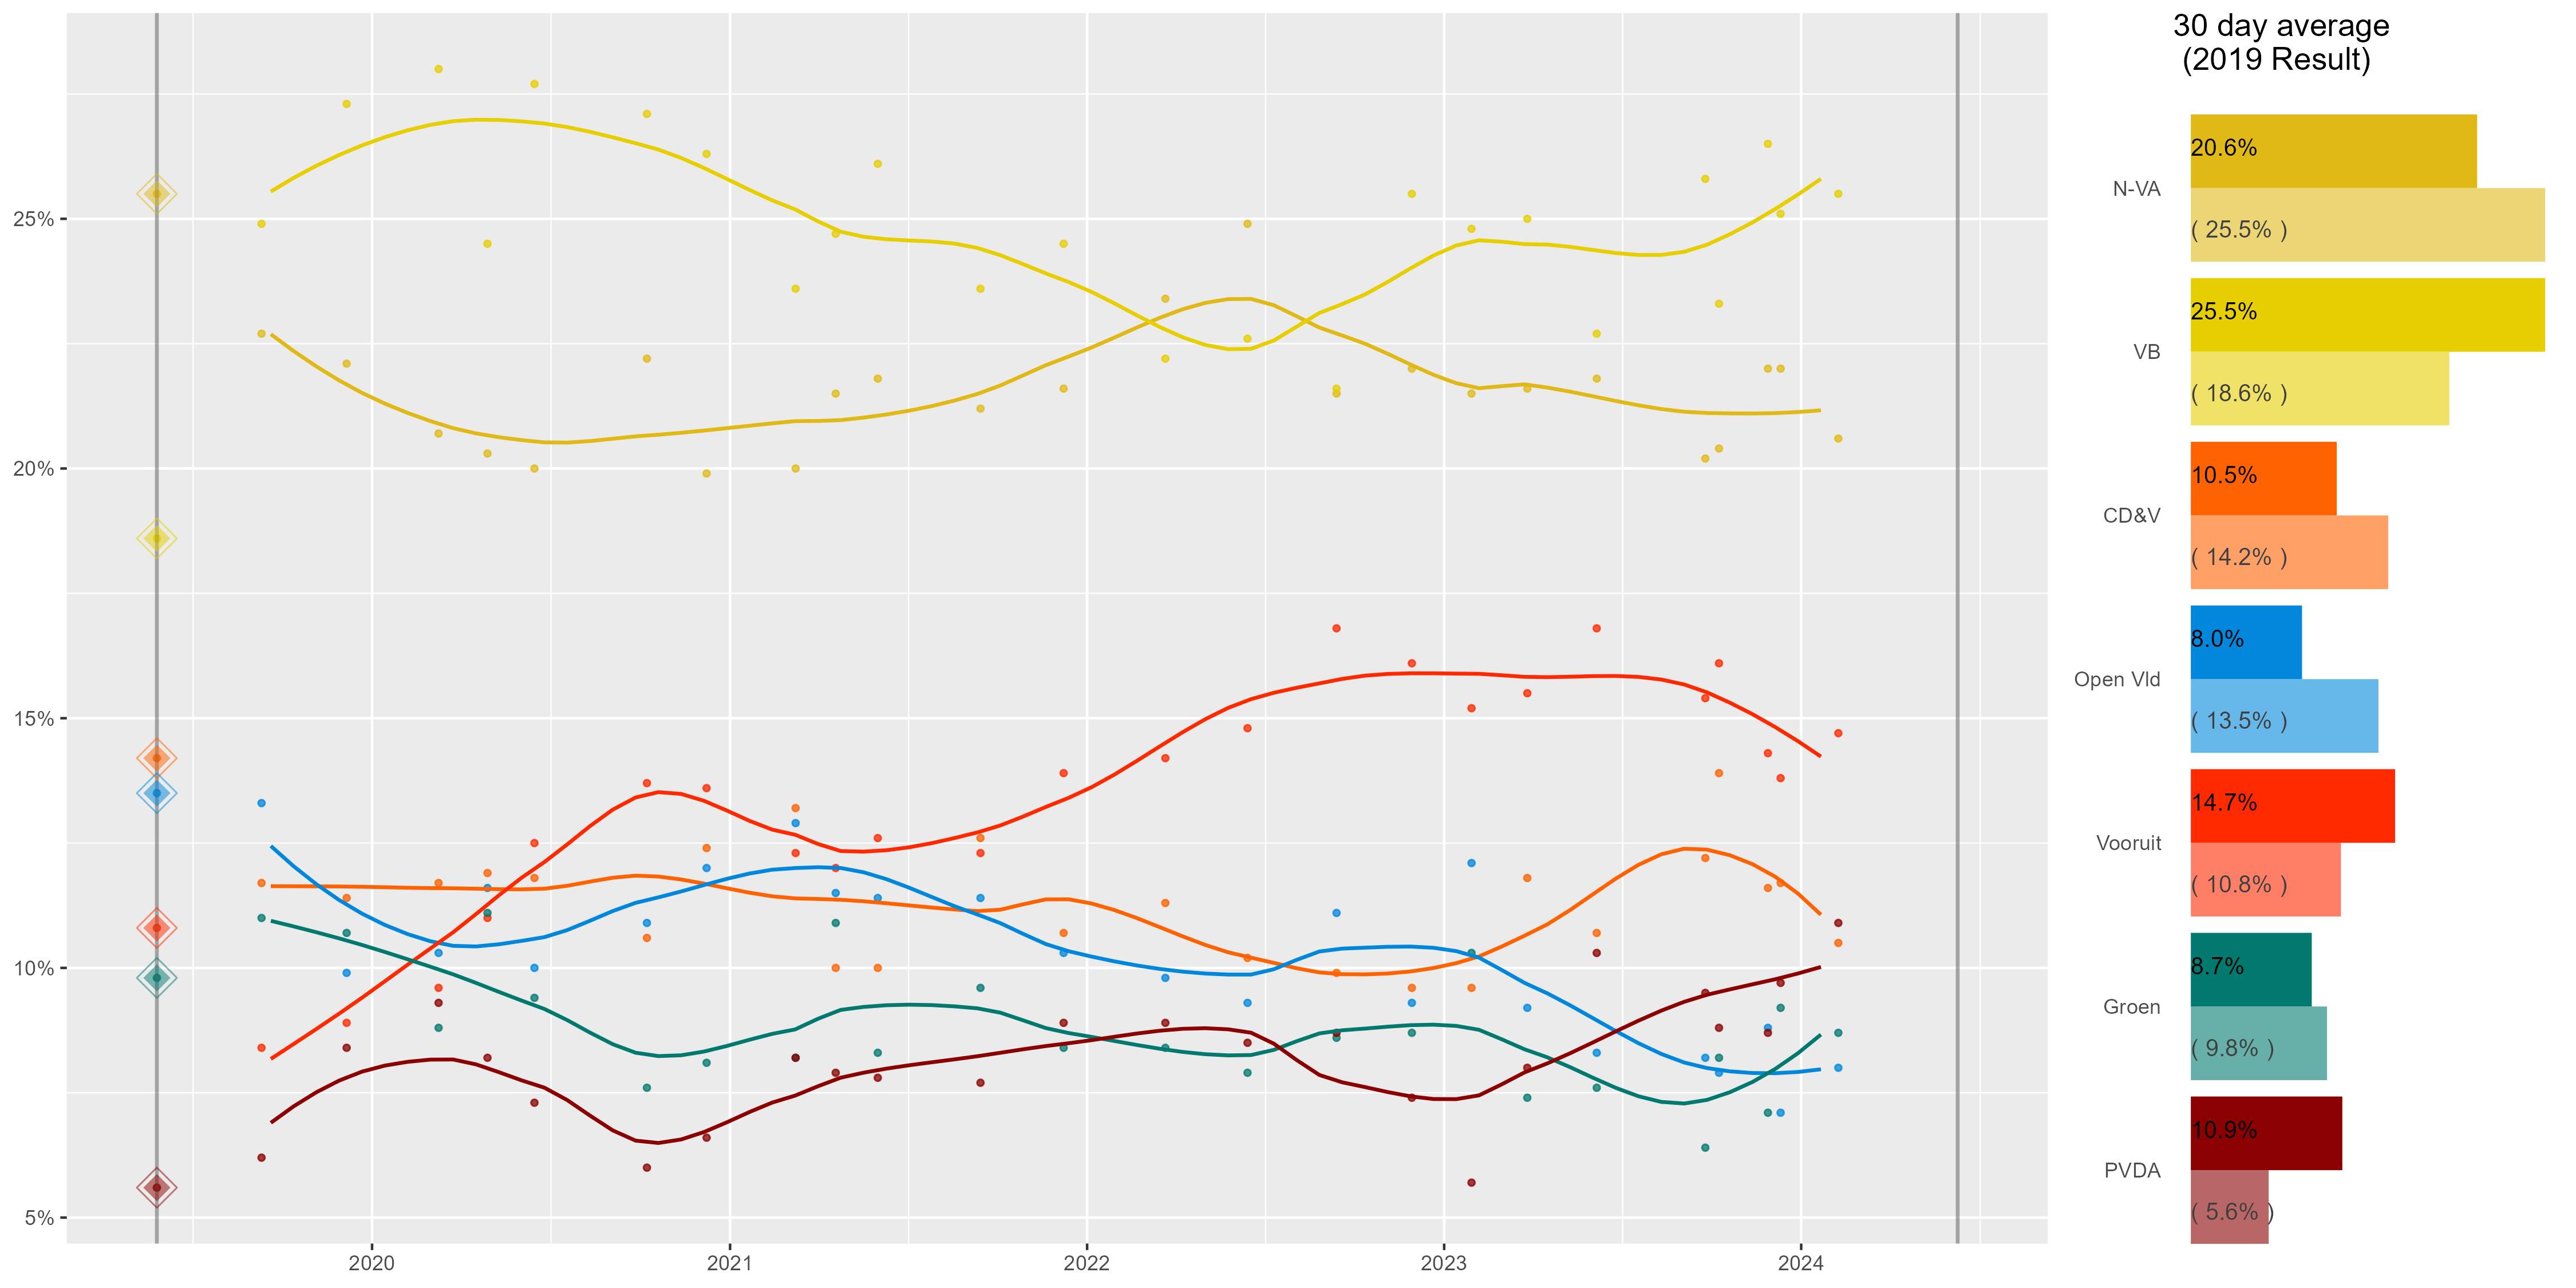 30 day average
(2019 Result)
25%
20%
15%
10%
5%
2020
2021
2022
2023
2024
N-VA
20.6%
( 25.5% )
VB
25.5%
( 18.6% )
CD&V
10.5%
( 14.2% )
Open Vld
8.0%
( 13.5% )
Vooruit
14.7%
( 10.8% )
Groen
8.7%
( 9.8% )
PVDA
10.9%
( 5.6% )